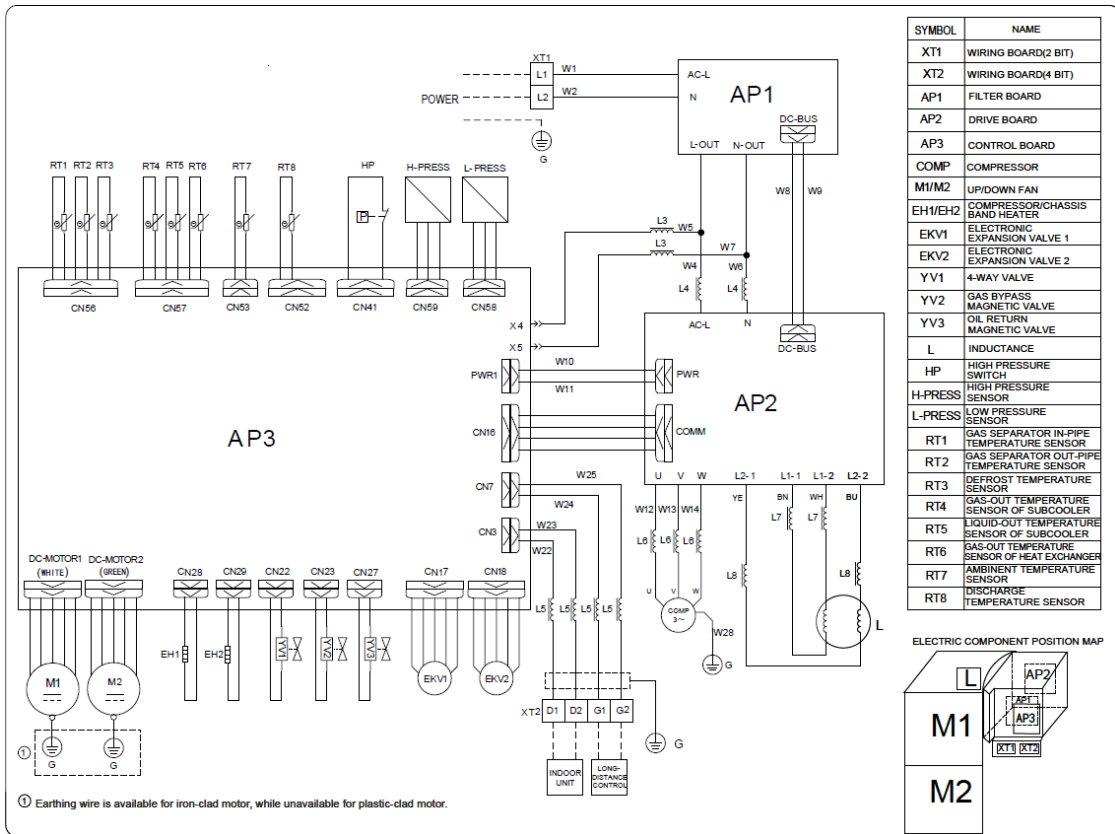 XT1
L1
W1
L2
W2
POWER
G
AC-L
N
AP1
DC-BUS
L-OUT
N-OUT
W8
W9
RT1
RT2
RT3
RT4
RT5
RT6
RT7
RT8
HP
H-PRESS
L-PRESS
P
θ
θ
θ
θ
θ
θ
θ
θ
L3
W5
L3
W7
W4
W6
L4
L4
CN56
CN57
CN53
CN52
CN41
CN59
CN58
X4
X5
AC-L
N
DC-BUS
PWR1
W10
W11
PWR
AP2
CN16
COMM
AP3
CN7
W25
W24
CN3
W23
W22
U
V
W
L2-1
L1-1
L1-2
L2-2
YE
BN
WH
BU
W12
W13
W14
L7
L7
L6
L6
L6
L8
L8
DC-MOTOR1
(WHITE)
DC-MOTOR2
(GREEN)
CN28
CN29
CN22
CN23
CN27
CN17
CN18
L5
L5
L5
L5
U
V
W
COMP
3~
W28
G
L
EH1
EH2
YV1
YV2
YV3
M1
M2
EKV1
EKV2
XT2
D1
D2
G1
G2
G
①
G
G
INDOOR
UNIT
LONG-
DISTANCE
CONTROL
① Earthing wire is available for iron-clad motor, while unavailable for plastic-clad motor.
SYMBOL NAME
XT1 WIRING BOARD(2 BIT)
XT2 WIRING BOARD(4 BIT)
AP1 FILTER BOARD
AP2 DRIVE BOARD
AP3 CONTROL BOARD
COMP COMPRESSOR
M1/M2 UP/DOWN FAN
EH1/EH2 COMPRESSOR/CHASSIS
BAND HEATER
EKV1 ELECTRONIC
EXPANSION VALVE 1
EKV2 ELECTRONIC
EXPANSION VALVE 2
YV1 4-WAY VALVE
YV2 GAS BYPASS
MAGNETIC VALVE
YV3 OIL RETURN
MAGNETIC VALVE
L INDUCTANCE
HP HIGH PRESSURE
SWITCH
H-PRESS HIGH PRESSURE
SENSOR
L-PRESS LOW PRESSURE
SENSOR
RT1 GAS SEPARATOR IN-PIPE
TEMPERATURE SENSOR
RT2 GAS SEPARATOR OUT-PIPE
TEMPERATURE SENSOR
RT3 DEFROST TEMPERATURE
SENSOR
RT4 GAS-OUT TEMPERATURE
SENSOR OF SUBCOOLER
RT5 LIQUID-OUT TEMPERATURE
SENSOR OF SUBCOOLER
RT6 GAS-OUT TEMPERATURE
SENSOR OF HEAT EXCHANGER
RT7 AMBINENT TEMPERATURE
SENSOR
RT8 DISCHARGE
TEMPERATURE SENSOR
ELECTRIC COMPONENT POSITION MAP
L
AP2
AP1
AP3
M1
XT1
XT2
M2